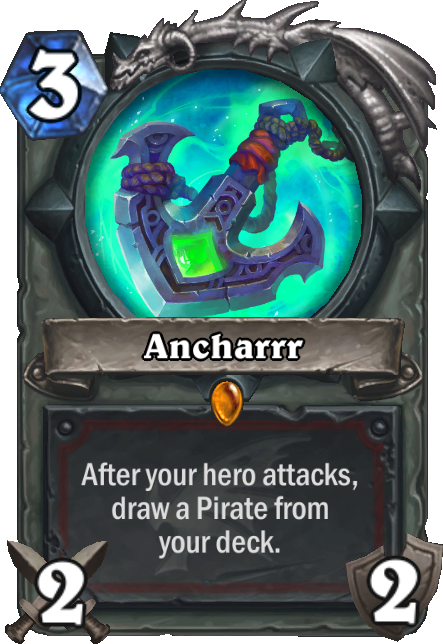 3
Ancharrr
After your hero attacks,
draw a Pirate from
your deck.
2
2